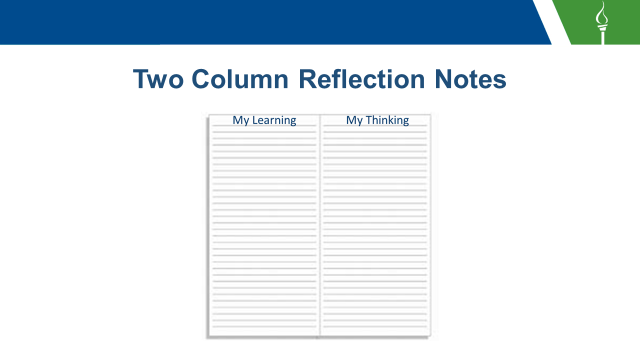 Two Column Reflection Notes
My Learning My Thinking